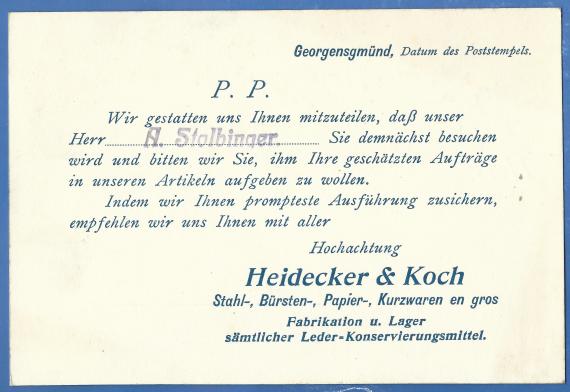 Georgensgmünd, Datum des Poststempels.
P. P.
Wir gestatten uns Ihnen mitzuteilen, daß unser
Herr A. Stalbinger. Sie demnächst besuchen
wird und bitten wir Sie, ihm Ihre geschätzten Aufträge
in unseren Artikeln aufgeben zu wollen.
Indem wir Ihnen prompteste Ausführung zusichern,
empfehlen wir uns Ihnen mit aller
Hochachtung
Heidecker & Koch
Stahl-, Bürsten-, Papier-, Kurzwaren en gros
Fabrikation u. Lager
sämtlicher Leder-Konservierungsmittel.